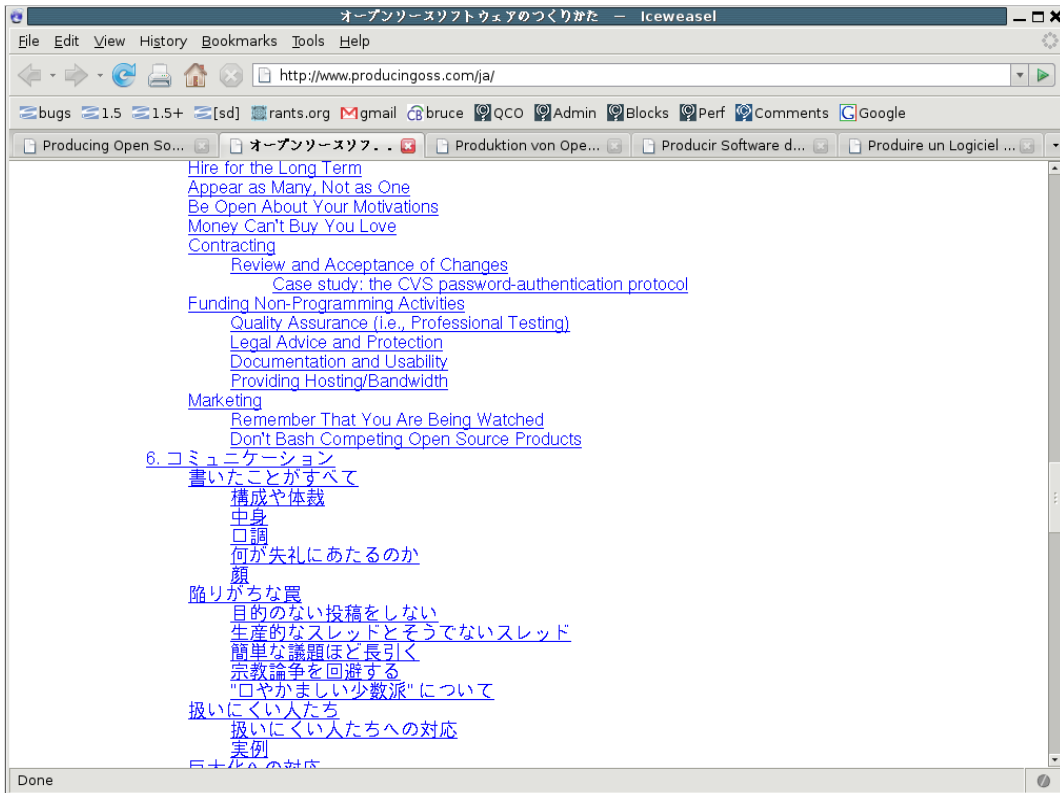 オープンソースソフトウェアのつくりかた — Iceweasel
File Edit View History Bookmarks Tools Help
http://www.producingoss.com/ja/
bugs 1.5 1.5+ [sd] rants.org gmail bruce QCO Admin Blocks Perf Comments Google
Producing Open So... オープンソースソフ... Produktion von Ope... Producir Software d... Produire un Logiciel ...
Hire for the Long Term
Appear as Many, Not as One
Be Open About Your Motivations
Money Can't Buy You Love
Contracting
Review and Acceptance of Changes
Case study: the CVS password-authentication protocol
Funding Non-Programming Activities
Quality Assurance (i.e., Professional Testing)
Legal Advice and Protection
Documentation and Usability
Providing Hosting/Bandwidth
Marketing
Remember That You Are Being Watched
Don't Bash Competing Open Source Products
6. コミュニケーション
書いたことがすべて
構成や体裁
中身
口調
何が失礼にあたるのか
顔
陥りがちな罠
目的のない投稿をしない
生産的なスレッドとそうでないスレッド
簡単な議題ほど長引く
宗教論争を回避する
"口やかましい少数派" について
扱いにくい人たち
扱いにくい人たちへの対応
実例
巨大化への対応
Done